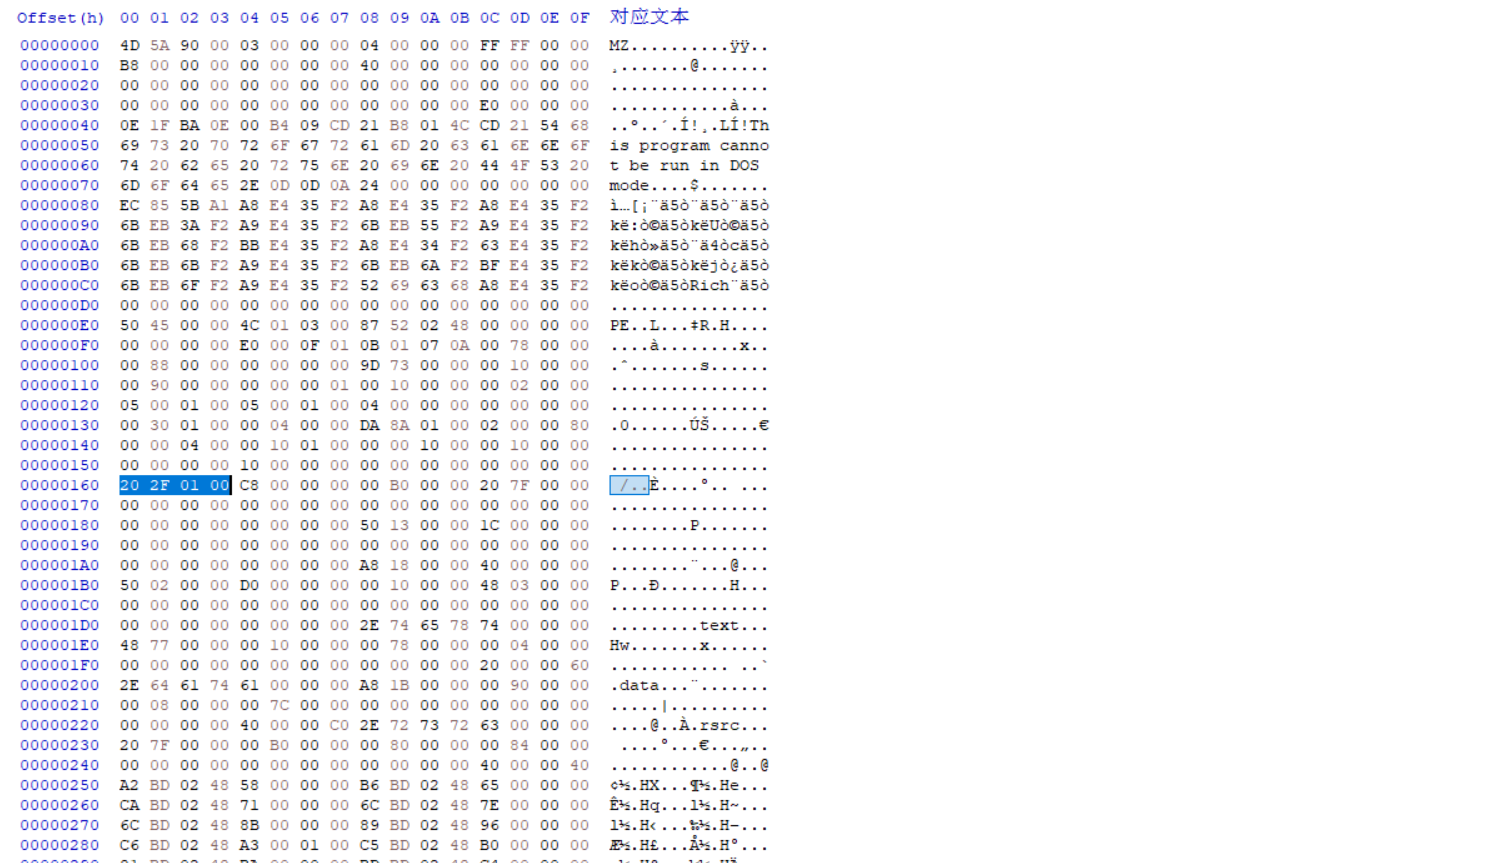 Offset(h) 00 01 02 03 04 05 06 07 08 09 0A 0B 0C 0D 0E 0F 对应文本
00000000 4D 5A 90 00 03 00 00 00 04 00 00 00 FF FF 00 00 MZ..........ÿÿ..
00000010 B8 00 00 00 00 00 00 00 40 00 00 00 00 00 00 00 ¸.......@.......
00000020 00 00 00 00 00 00 00 00 00 00 00 00 00 00 00 00 ................
00000030 00 00 00 00 00 00 00 00 00 00 00 00 E0 00 00 00 ............à...
00000040 0E 1F BA 0E 00 B4 09 CD 21 B8 01 4C CD 21 54 68 ..º..´.Í!¸.LÍ!Th
00000050 69 73 20 70 72 6F 67 72 61 6D 20 63 61 6E 6E 6F is program canno
00000060 74 20 62 65 20 72 75 6E 20 69 6E 20 44 4F 53 20 t be run in DOS
00000070 6D 6F 64 65 2E 0D 0D 0A 24 00 00 00 00 00 00 00 mode....$.......
00000080 EC 85 5B A1 A8 E4 35 F2 A8 E4 35 F2 A8 E4 35 F2 ì…[¡¨ä5ò¨ä5ò¨ä5ò
00000090 6B EB 3A F2 A9 E4 35 F2 6B EB 55 F2 A9 E4 35 F2 kë:ò©ä5òkëUò©ä5ò
000000A0 6B EB 68 F2 BB E4 35 F2 A8 E4 34 F2 63 E4 35 F2 këhò»ä5ò¨ä4òcä5ò
000000B0 6B EB 6B F2 A9 E4 35 F2 6B EB 6A F2 BF E4 35 F2 këkò©ä5òkëjò¿ä5ò
000000C0 6B EB 6F F2 A9 E4 35 F2 52 69 63 68 A8 E4 35 F2 këoò©ä5òRich¨ä5ò
000000D0 00 00 00 00 00 00 00 00 00 00 00 00 00 00 00 00 ................
000000E0 50 45 00 00 4C 01 03 00 87 52 02 48 00 00 00 00 PE..L...‡R.H....
000000F0 00 00 00 00 E0 00 0F 01 0B 01 07 0A 00 78 00 00 ....à........x..
00000100 00 88 00 00 00 00 00 00 9D 73 00 00 00 10 00 00 .ˆ.......s......
00000110 00 90 00 00 00 00 00 01 00 10 00 00 00 02 00 00 ................
00000120 05 00 01 00 05 00 01 00 04 00 00 00 00 00 00 00 ................
00000130 00 30 01 00 00 04 00 00 DA 8A 01 00 02 00 00 80 .0......ÚŠ.....€
00000140 00 00 04 00 00 10 01 00 00 00 10 00 00 10 00 00 ................
00000150 00 00 00 00 10 00 00 00 00 00 00 00 00 00 00 00 ................
00000160 20 2F 01 00 C8 00 00 00 00 B0 00 00 20 7F 00 00 /..È....°.. ...
00000170 00 00 00 00 00 00 00 00 00 00 00 00 00 00 00 00 ................
00000180 00 00 00 00 00 00 00 00 50 13 00 00 1C 00 00 00 ........P.......
00000190 00 00 00 00 00 00 00 00 00 00 00 00 00 00 00 00 ................
000001A0 00 00 00 00 00 00 00 00 A8 18 00 00 40 00 00 00 ........¨...@...
000001B0 50 02 00 00 D0 00 00 00 00 10 00 00 48 03 00 00 P...Ð.......H...
000001C0 00 00 00 00 00 00 00 00 00 00 00 00 00 00 00 00 ................
000001D0 00 00 00 00 00 00 00 00 2E 74 65 78 74 00 00 00 .........text...
000001E0 48 77 00 00 00 10 00 00 00 78 00 00 00 04 00 00 Hw.......x......
000001F0 00 00 00 00 00 00 00 00 00 00 00 00 20 00 00 60 ............ ..`
00000200 2E 64 61 74 61 00 00 00 A8 1B 00 00 00 90 00 00 .data...¨.......
00000210 00 08 00 00 00 7C 00 00 00 00 00 00 00 00 00 00 .....|..........
00000220 00 00 00 00 40 00 00 C0 2E 72 73 72 63 00 00 00 ....@..À.rsrc...
00000230 20 7F 00 00 00 B0 00 00 00 80 00 00 00 84 00 00 ....°...€...„..
00000240 00 00 00 00 00 00 00 00 00 00 00 00 40 00 00 40 ............@..@
00000250 A2 BD 02 48 58 00 00 00 B6 BD 02 48 65 00 00 00 ¢½.HX...¶½.He...
00000260 CA BD 02 48 71 00 00 00 6C BD 02 48 7E 00 00 00 Ê½.Hq...l½.H~...
00000270 6C BD 02 48 8B 00 00 00 89 BD 02 48 96 00 00 00 l½.H‹...‰½.H–...
00000280 C6 BD 02 48 A3 00 01 00 C5 BD 02 48 B0 00 00 00 Æ½.H£...Å½.H°...